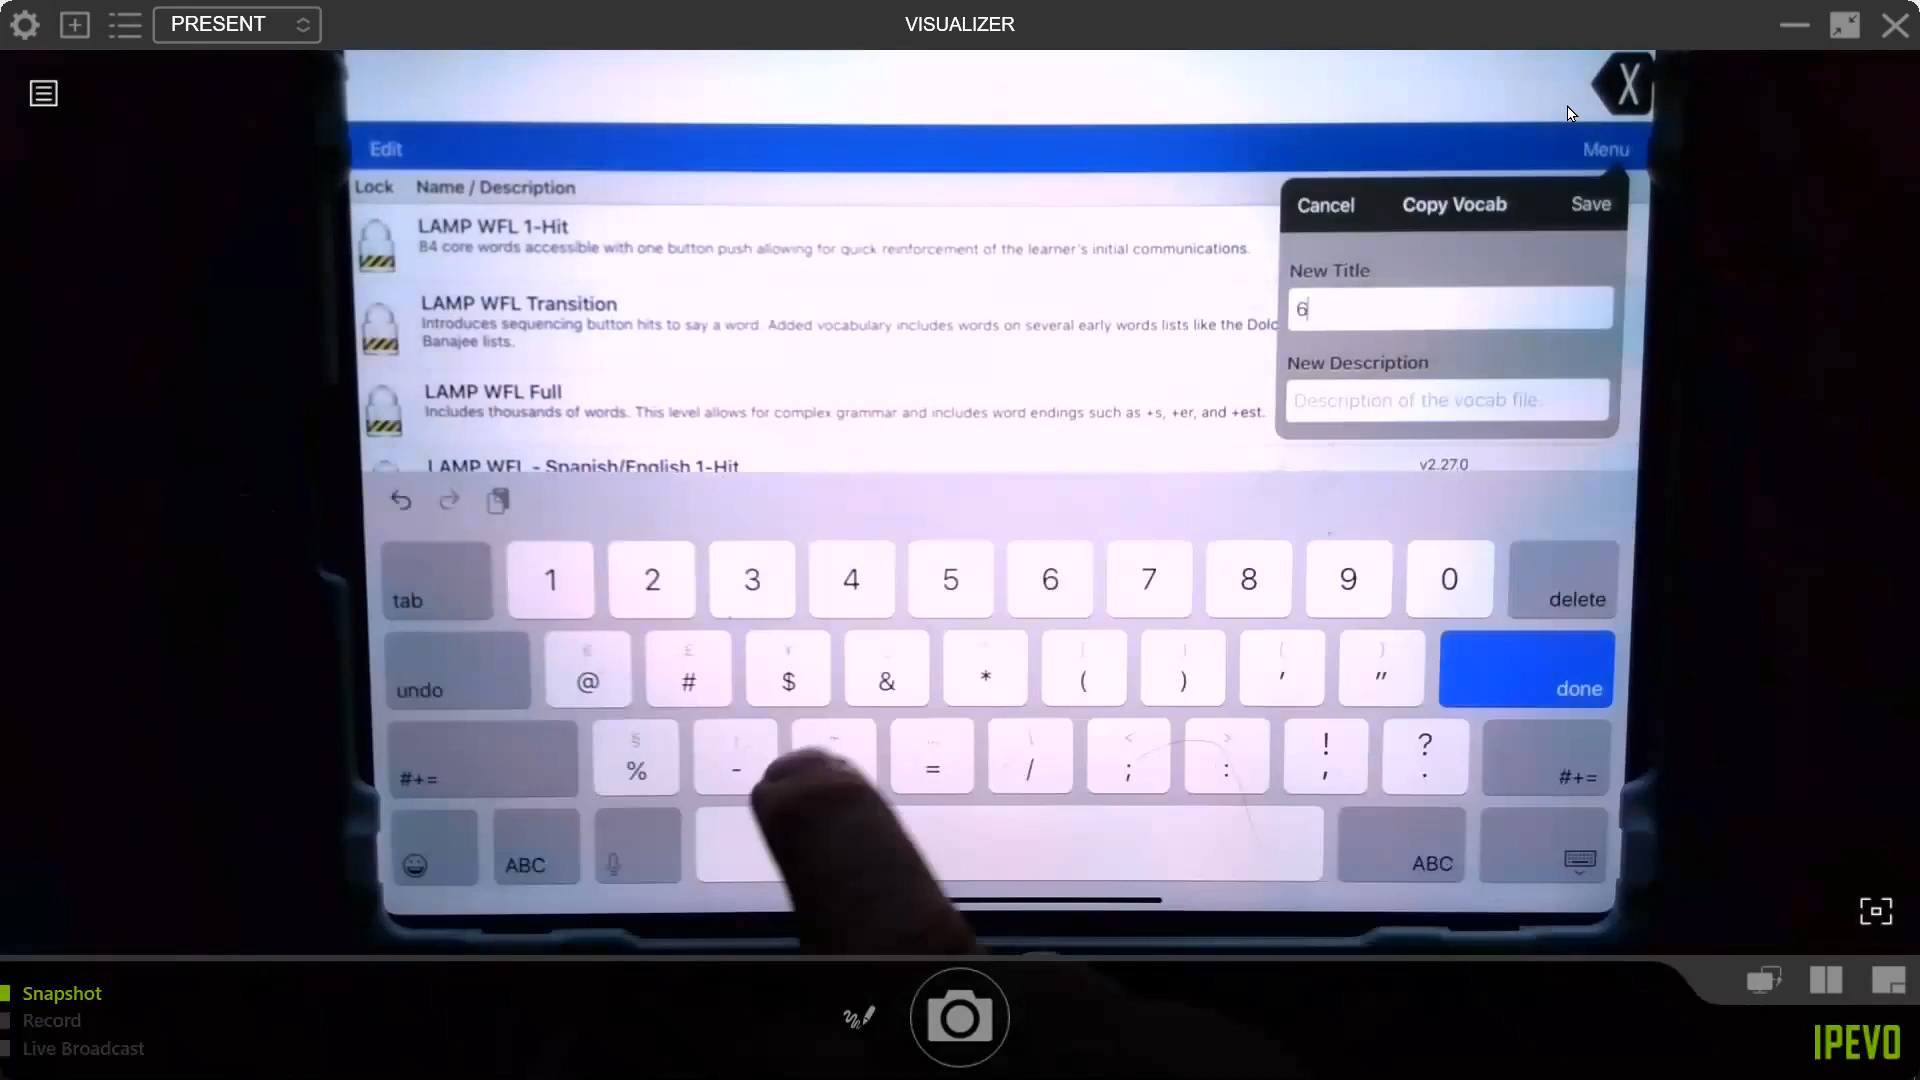 PRESENT
VISUALIZER
X
Edit
Menu
Lock Name / Description
LAMP WFL 1-Hit
84 core words accessible with one button push allowing for quick reinforcement of the learner's initial communications.
LAMP WFL Transition
Introduces sequencing button hits to say a word. Added vocabulary includes words on several early words lists like the Dolc
Banajee lists.
LAMP WFL Full
Includes thousands of words. This level allows for complex grammar and includes word endings such as +s, +er, and +est.
LAMP WFL - Spanish/English 1-Hit
Cancel Copy Vocab Save
New Title
6
New Description
Description of the vocab file.
v2.27.0
tab 1 2 3 4 5 6 7 8 9 0 delete
undo @ # $ & * ( ) ' " done
#+= % - = / ; : ! , ? . #+=
ABC ABC
Snapshot
Record
Live Broadcast
IPEVO